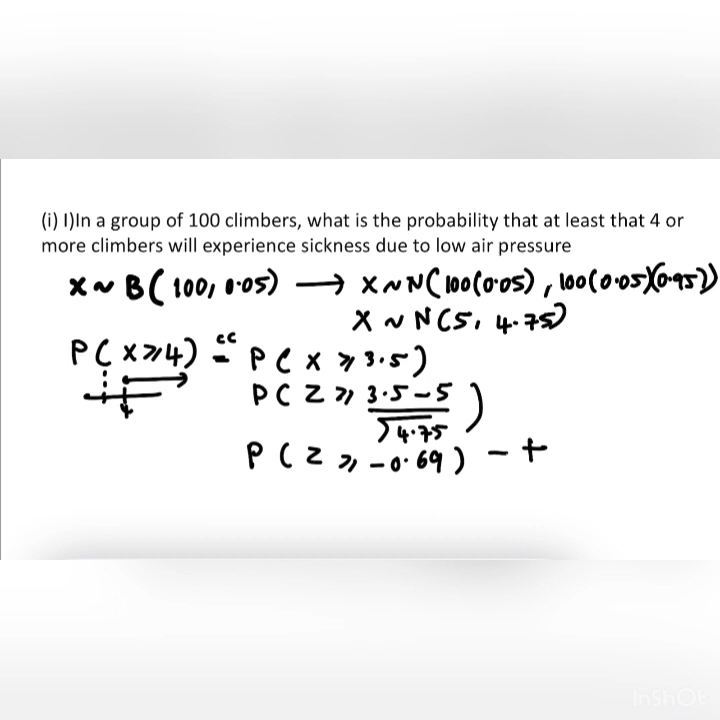 (i) I)In a group of 100 climbers, what is the probability that at least that 4 or
more climbers will experience sickness due to low air pressure
X ~ B( 100, 0.05) → X ~ N( 100(0.05) , 100(0.05)(0.95))
X ~ N(5, 4.75)
P( X ⩾ 4) =^cc P( X ⩾ 3.5)
4
P( Z ⩾ (3.5 - 5)/√4.75 )
P( Z ⩾ -0.69) - +
InShOt